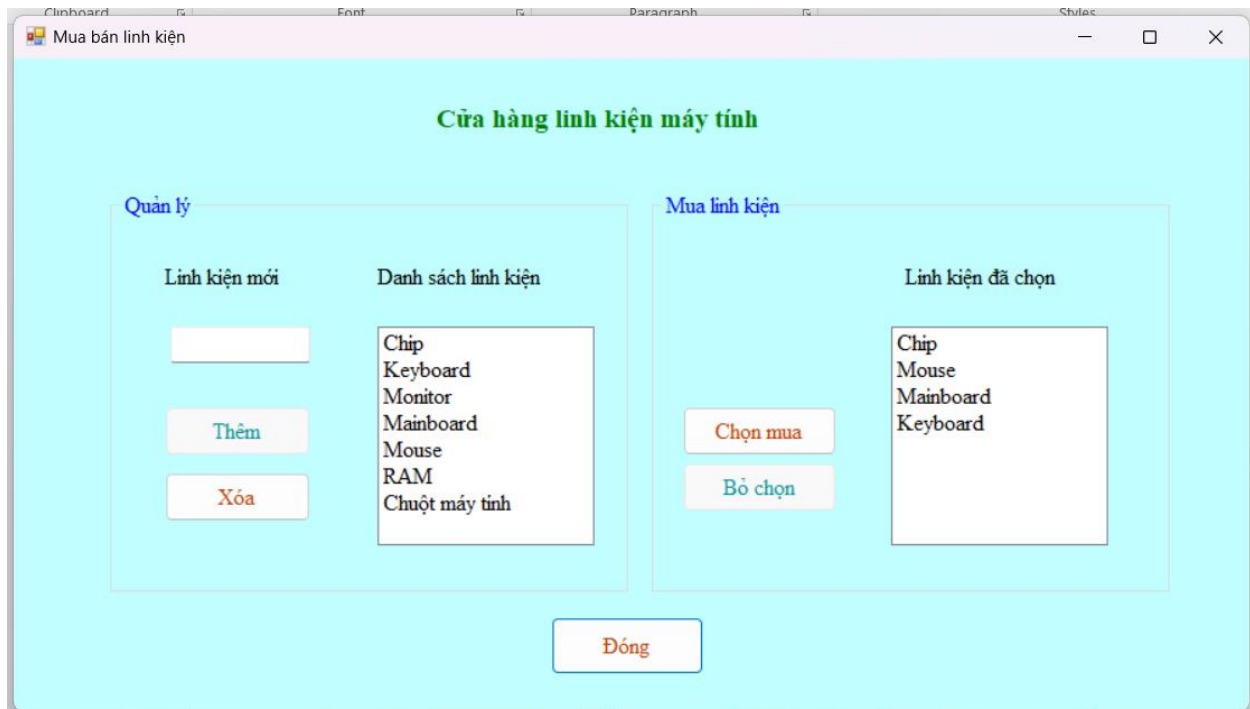 Clipboard Font Paragraph Styles
Mua bán linh kiện
Cửa hàng linh kiện máy tính
Quản lý
Linh kiện mới
Danh sách linh kiện
Chip
Keyboard
Monitor
Mainboard
Mouse
RAM
Chuột máy tính
Thêm
Xóa
Mua linh kiện
Linh kiện đã chọn
Chip
Mouse
Mainboard
Keyboard
Chọn mua
Bỏ chọn
Đóng